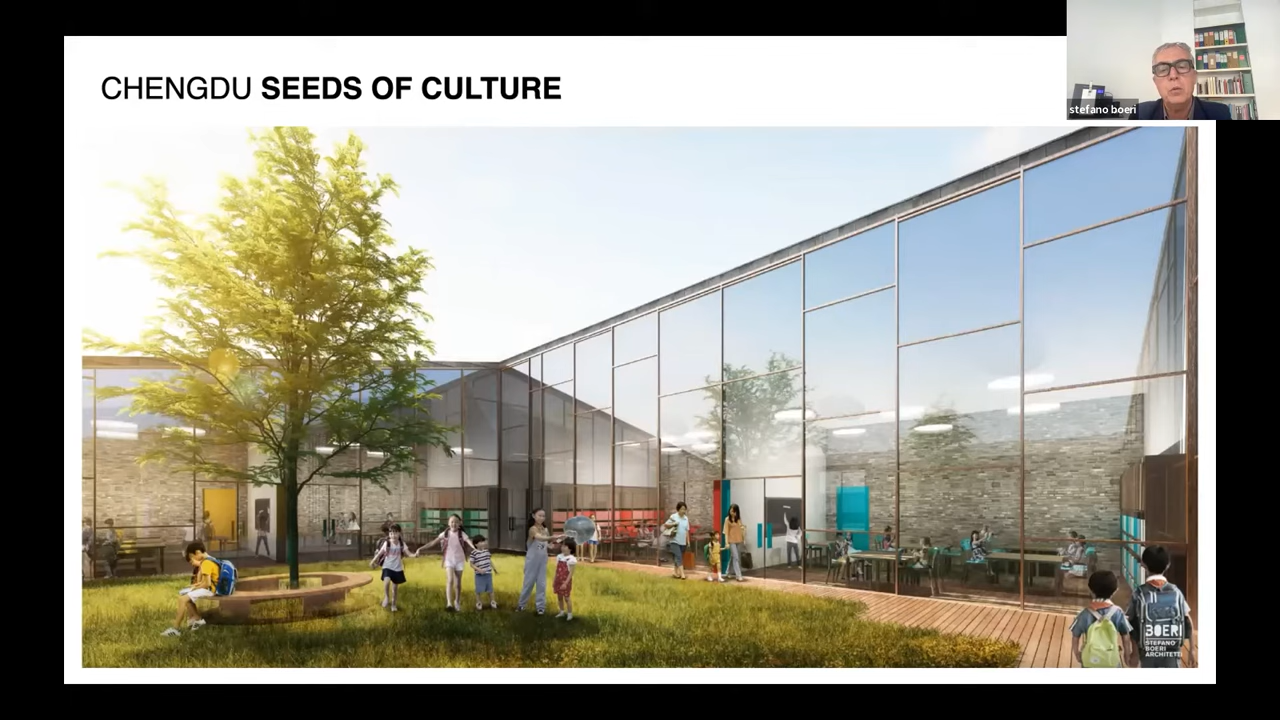 CHENGDU SEEDS OF CULTURE
stefano boeri
BOERI
STEFANO
BOERI
ARCHITETTI